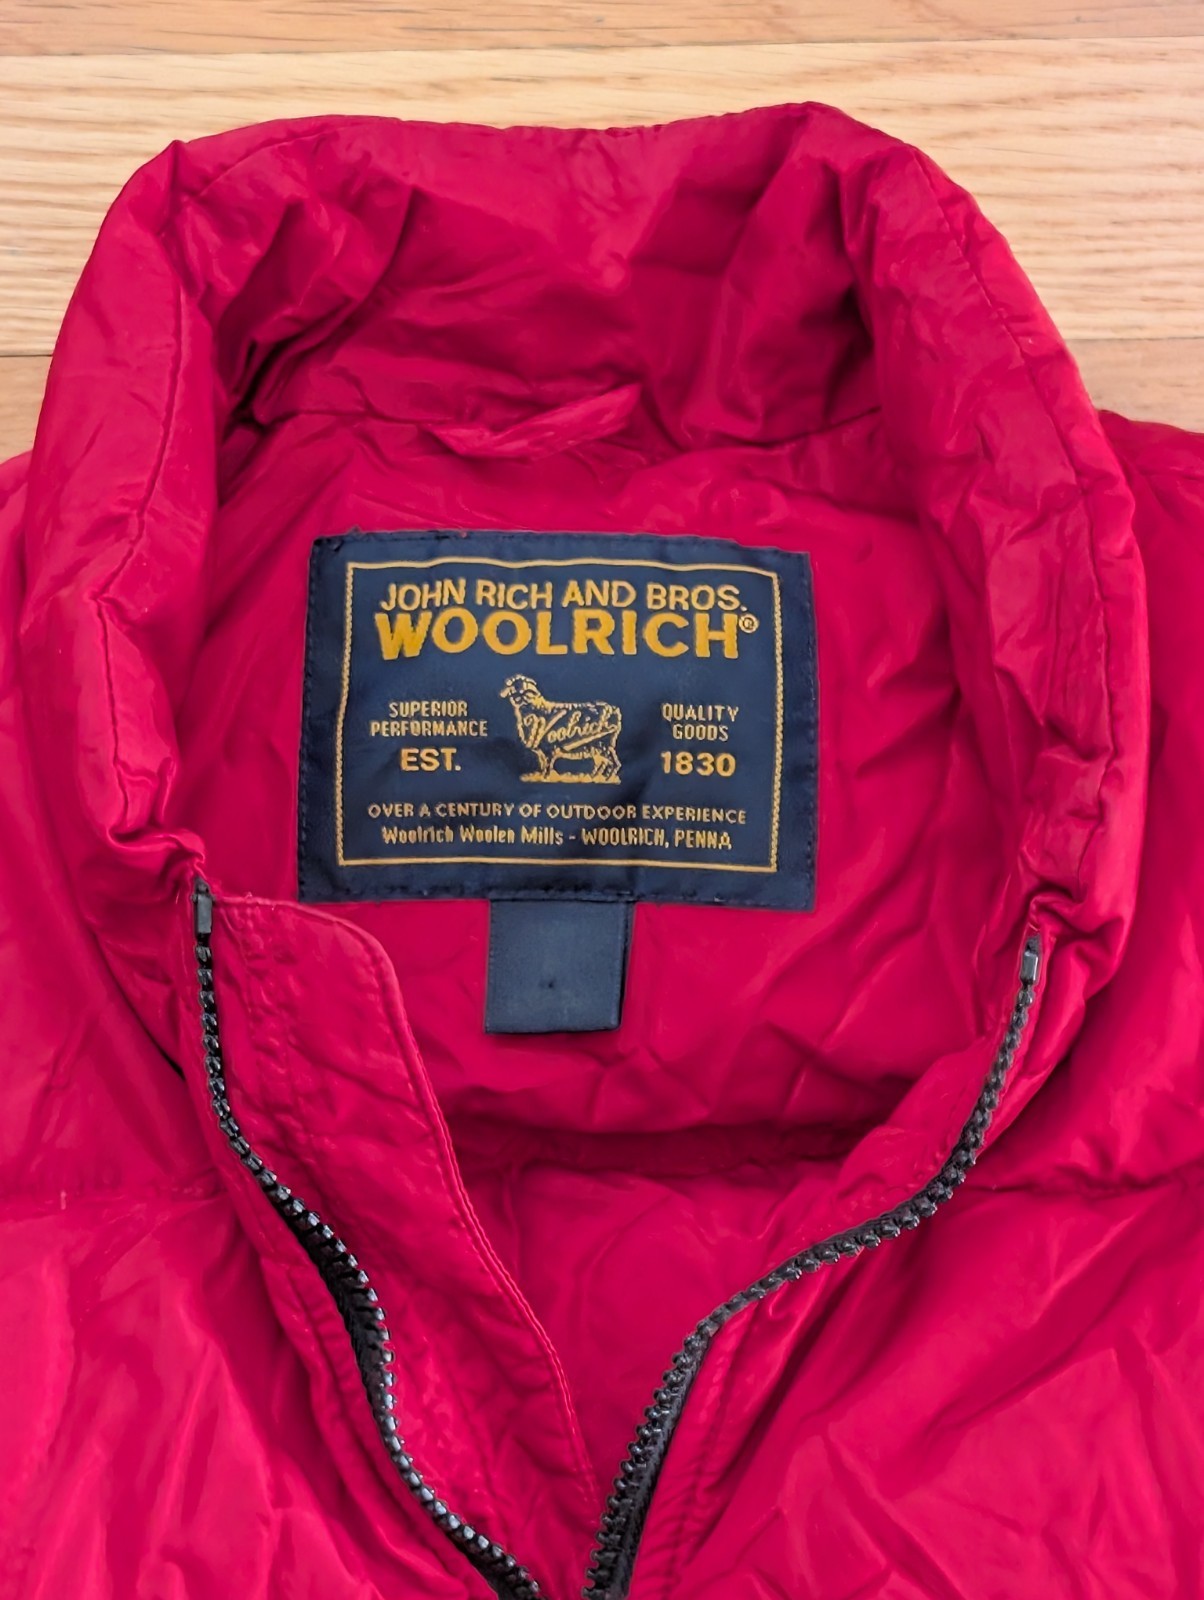 JOHN RICH AND BROS.
WOOLRICH®
SUPERIOR
PERFORMANCE
EST.
Woolrich
QUALITY
GOODS
1830
OVER A CENTURY OF OUTDOOR EXPERIENCE
Woolrich Woolen Mills - WOOLRICH, PENNA